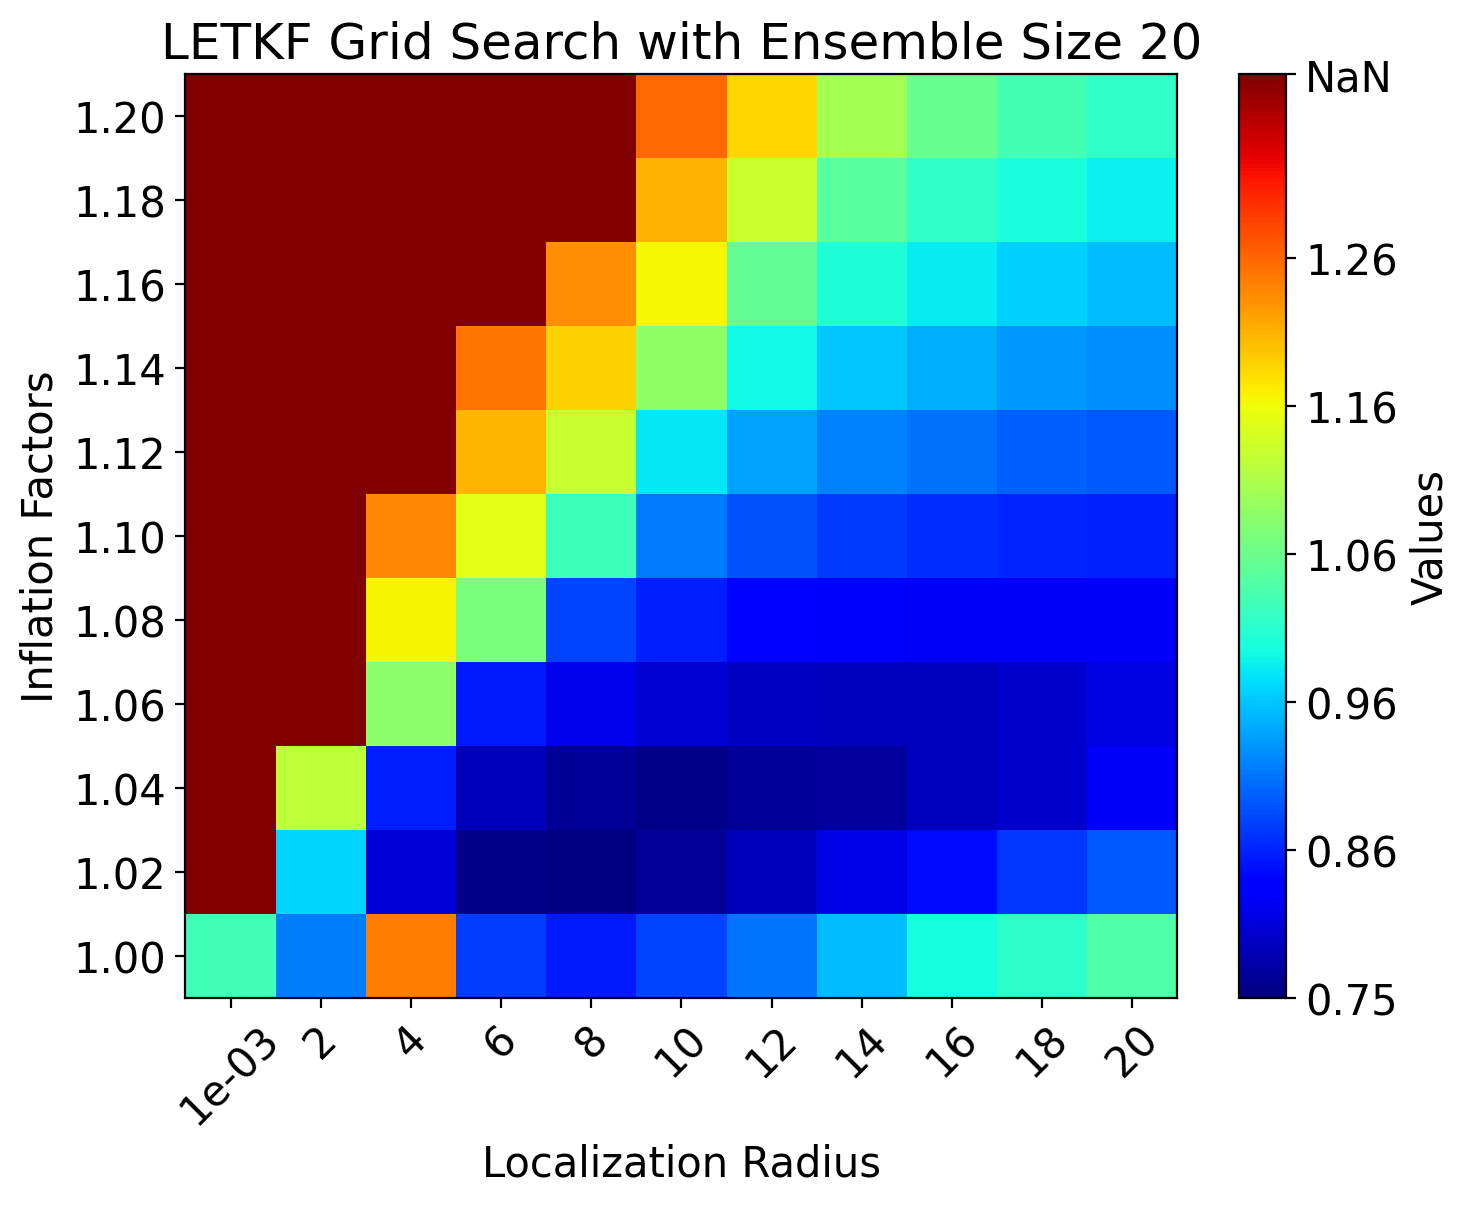 LETKF Grid Search with Ensemble Size 20
Inflation Factors
1.20
1.18
1.16
1.14
1.12
1.10
1.08
1.06
1.04
1.02
1.00
1e-03 2 4 6 8 10 12 14 16 18 20
Localization Radius
NaN
1.26
1.16
1.06
0.96
0.86
0.75
Values